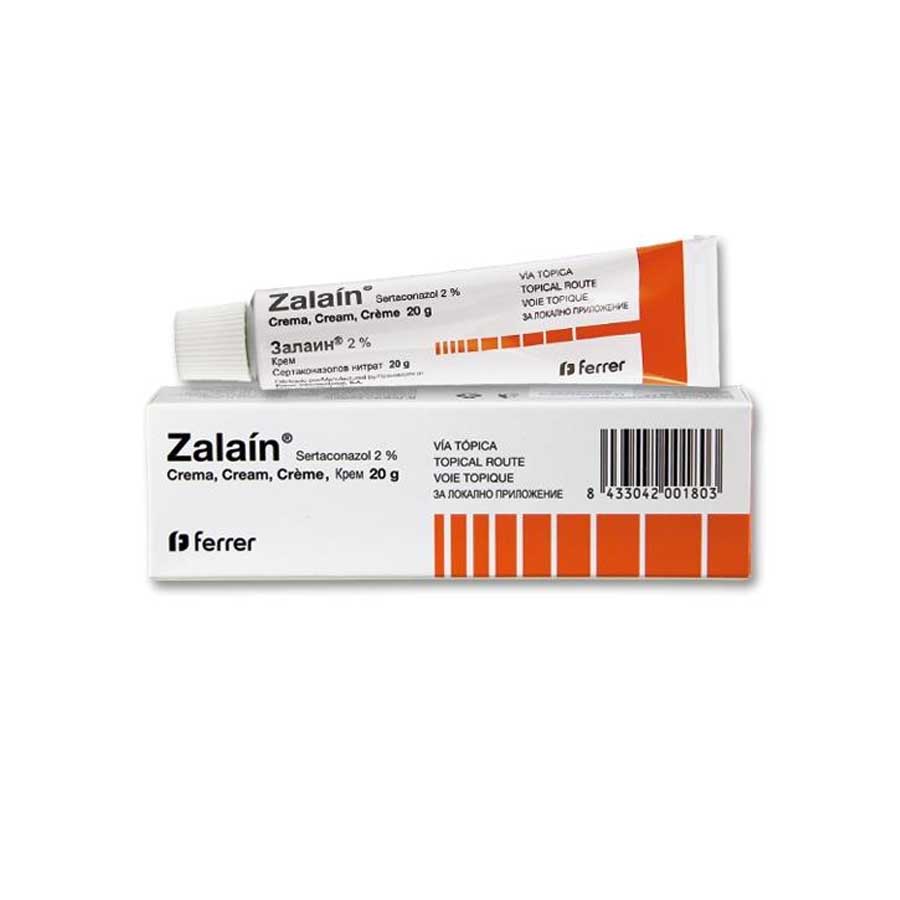 Zalaín® Sertaconazol 2 %
Crema, Cream, Crème 20 g
Залаин® 2 %
Крем
Сертаконазолов нитрат 20 g
VÍA TÓPICA
TOPICAL ROUTE
VOIE TOPIQUE
ЗА ЛОКАЛНО ПРИЛОЖЕНИЕ
ferrer
Zalaín® Sertaconazol 2 %
Crema, Cream, Crème, Крем 20 g
ferrer
VÍA TÓPICA
TOPICAL ROUTE
VOIE TOPIQUE
ЗА ЛОКАЛНО ПРИЛОЖЕНИЕ
8 433042 001803